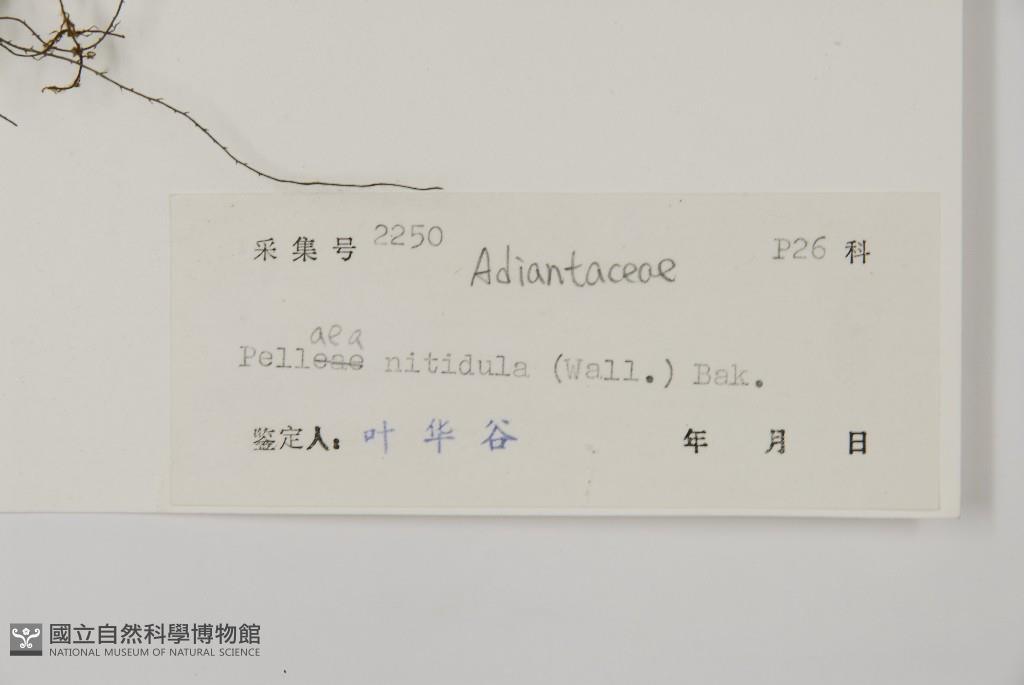 采集号 2250 Adiantaceae P26 科
aea
Pelleae nitidula (Wall.) Bak.
鉴定人: 叶华谷 年 月 日
國立自然科學博物館
NATIONAL MUSEUM OF NATURAL SCIENCE